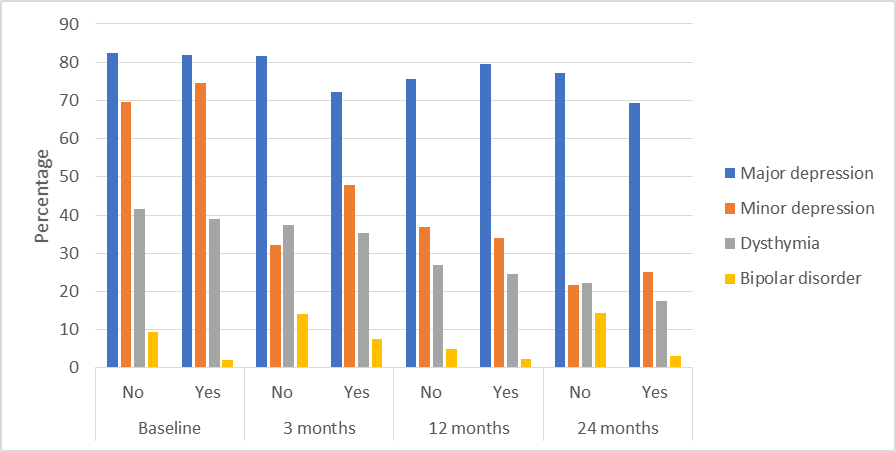 90
80
70
60
50
40
30
20
10
0
Percentage
No Yes No Yes No Yes No Yes
Baseline 3 months 12 months 24 months
Major depression
Minor depression
Dysthymia
Bipolar disorder